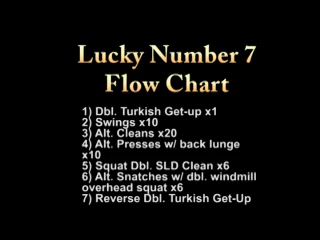 Lucky Number 7
Flow Chart
1) Dbl. Turkish Get-up x1
2) Swings x10
3) Alt. Cleans x20
4) Alt. Presses w/ back lunge
x10
5) Squat Dbl. SLD Clean x6
6) Alt. Snatches w/ dbl. windmill
overhead squat x6
7) Reverse Dbl. Turkish Get-Up